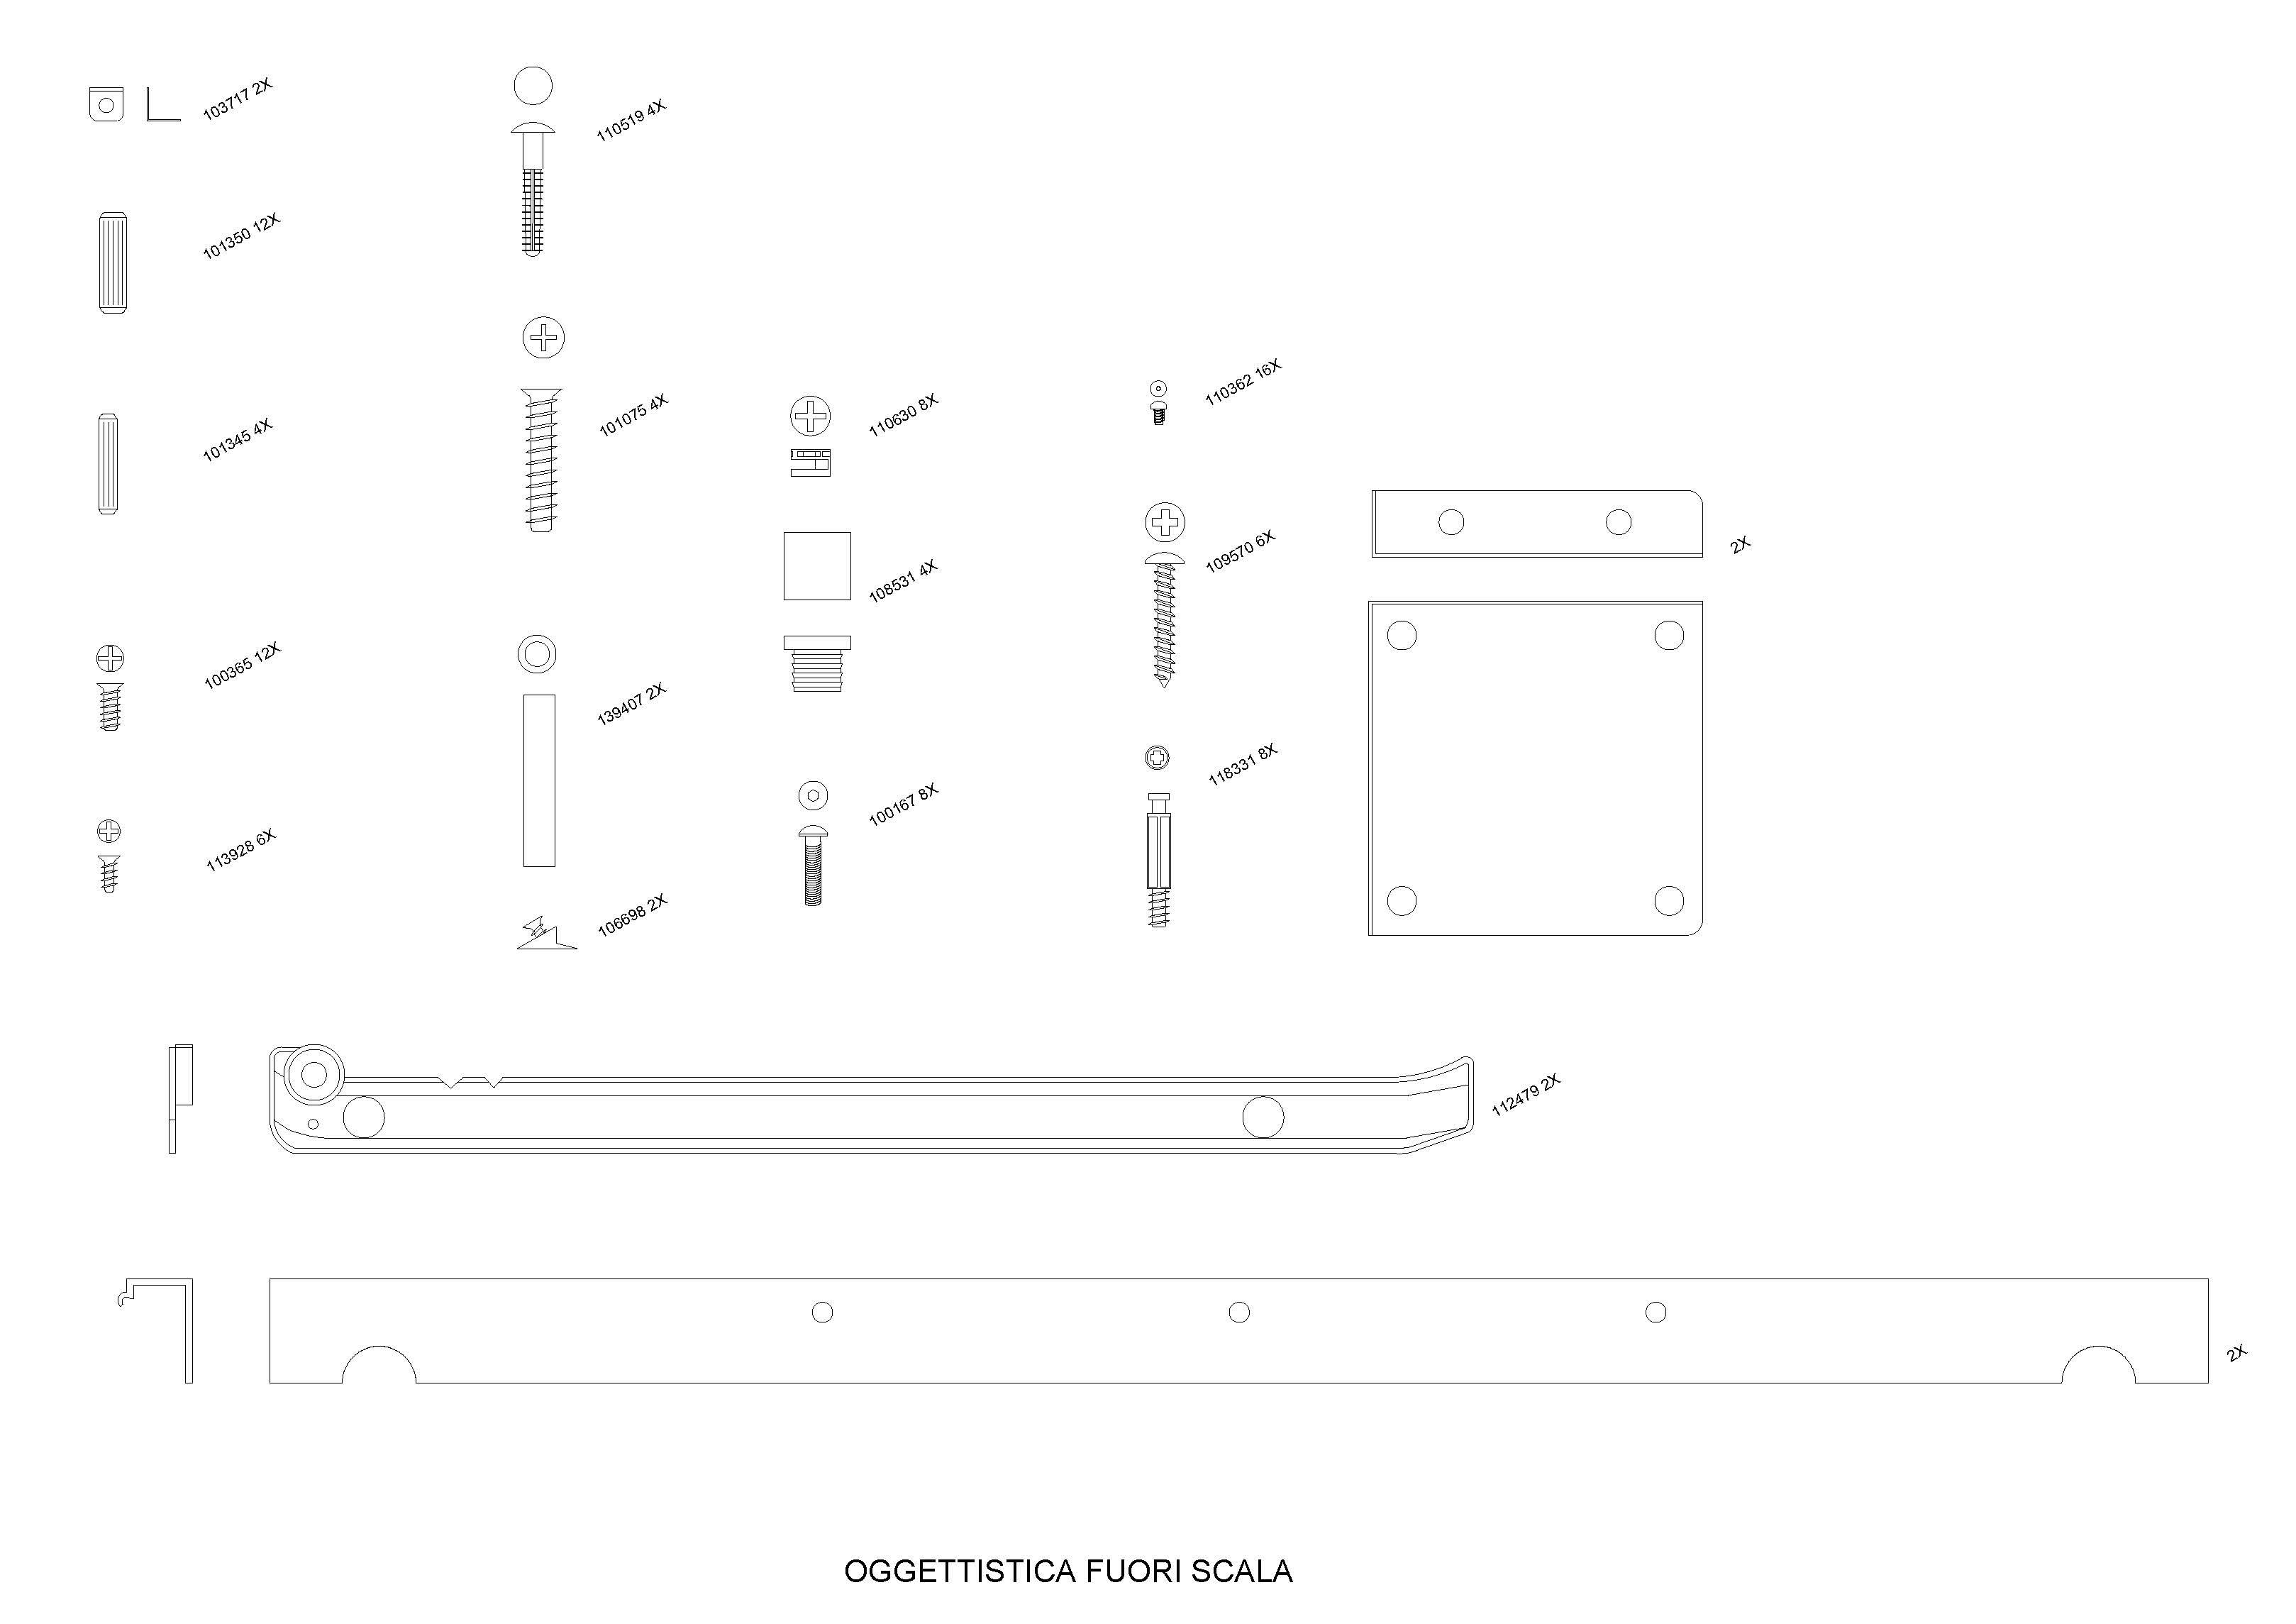 103717 2X
101350 12X
101345 4X
100365 12X
113928 6X
110519 4X
101075 4X
139407 2X
106698 2X
110630 8X
108531 4X
100167 8X
110362 16X
109570 6X
118331 8X
2X
112479 2X
2X
OGGETTISTICA FUORI SCALA